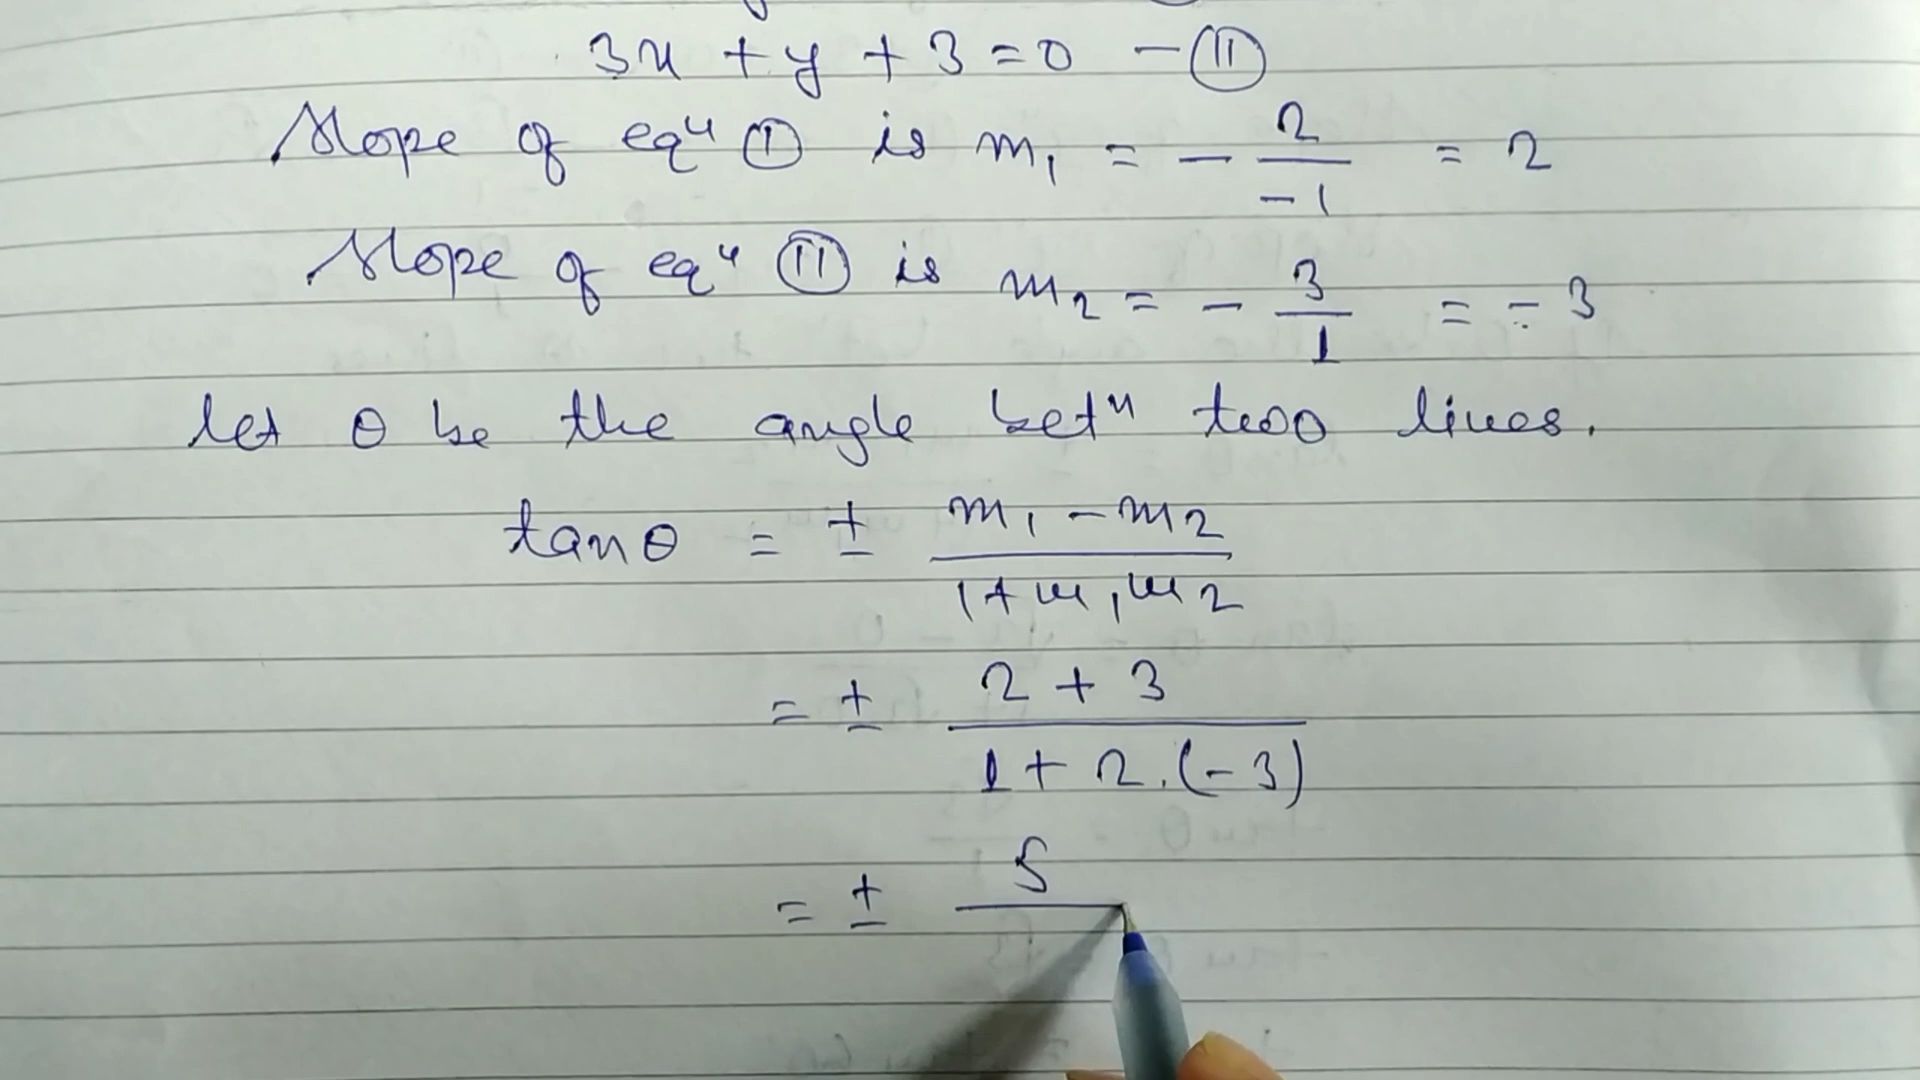 3x + y + 3 = 0 - (II)
Slope of eqn (I) is m1 = - 2/-1 = 2
Slope of eqn (II) is m2 = - 3/1 = - 3
let θ be the angle betn two lines.
tanθ = ± m1 - m2 / 1 + m1m2
= ± 2 + 3 / 1 + 2.(-3)
= ± 5